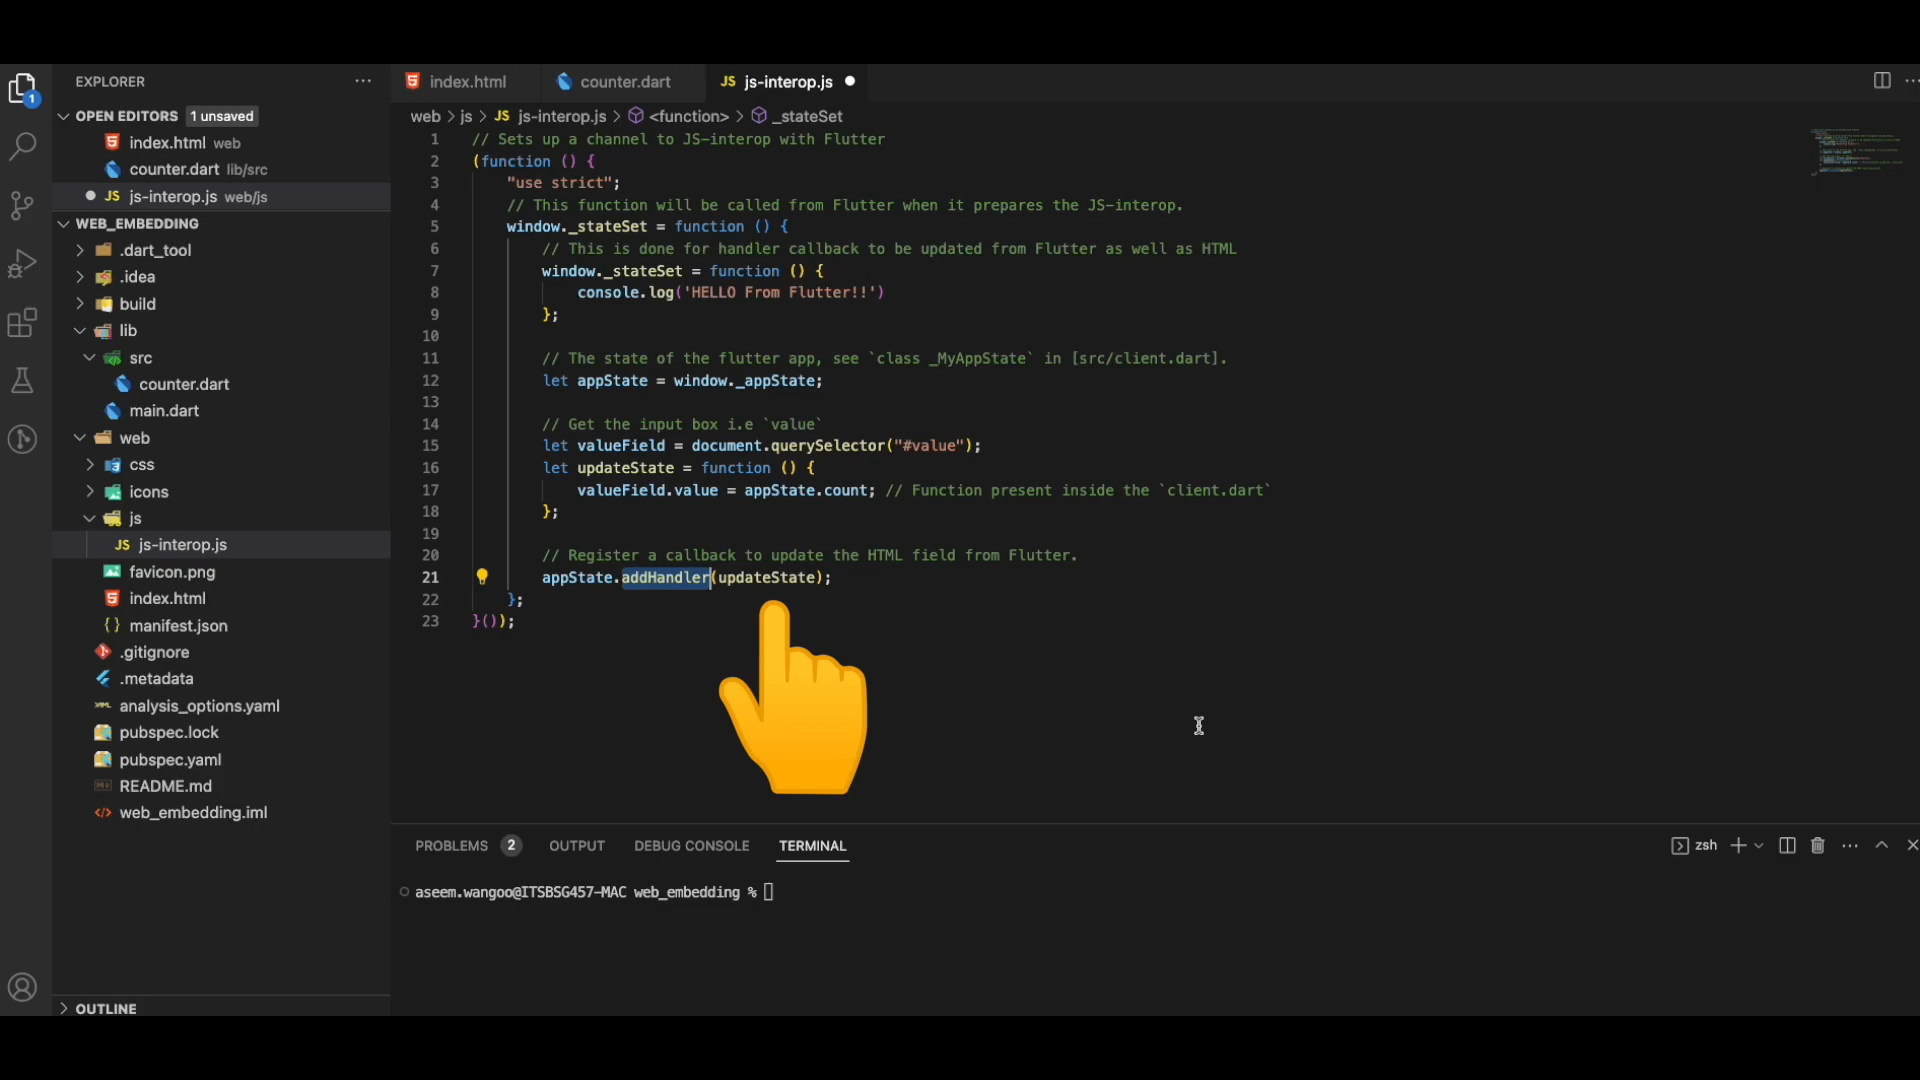 EXPLORER
OPEN EDITORS 1 unsaved
index.html web
counter.dart lib/src
JS js-interop.js web/js
WEB_EMBEDDING
.dart_tool
.idea
build
lib
src
counter.dart
main.dart
web
css
icons
js
JS js-interop.js
favicon.png
index.html
{} manifest.json
.gitignore
.metadata
analysis_options.yaml
pubspec.lock
pubspec.yaml
README.md
web_embedding.iml
OUTLINE
1
index.html
counter.dart
JS js-interop.js
web > js > JS js-interop.js > <function> > _stateSet
1 // Sets up a channel to JS-interop with Flutter
2 (function () {
3 "use strict";
4 // This function will be called from Flutter when it prepares the JS-interop.
5 window._stateSet = function () {
6 // This is done for handler callback to be updated from Flutter as well as HTML
7 window._stateSet = function () {
8 console.log('HELLO From Flutter!!')
9 };
10
11 // The state of the flutter app, see `class _MyAppState` in [src/client.dart].
12 let appState = window._appState;
13
14 // Get the input box i.e `value`
15 let valueField = document.querySelector("#value");
16 let updateState = function () {
17 valueField.value = appState.count; // Function present inside the `client.dart`
18 };
19
20 // Register a callback to update the HTML field from Flutter.
21 appState.addHandler(updateState);
22 };
23 }());
PROBLEMS 2 OUTPUT DEBUG CONSOLE TERMINAL
zsh
aseem.wangoo@ITSBSG457-MAC web_embedding %